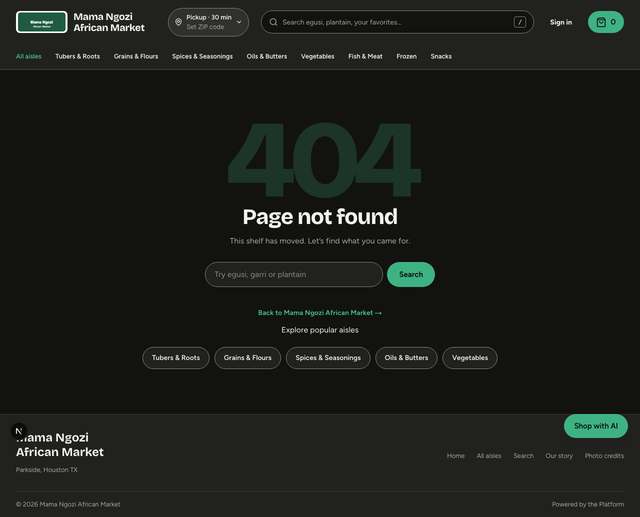 Mama Ngozi
African Market
Mama Ngozi
African Market
Pickup · 30 min
Set ZIP code
Search egusi, plantain, your favorites...
/
Sign in
0
All aisles
Tubers & Roots
Grains & Flours
Spices & Seasonings
Oils & Butters
Vegetables
Fish & Meat
Frozen
Snacks
404
Page not found
This shelf has moved. Let's find what you came for.
Try egusi, garri or plantain
Search
Back to Mama Ngozi African Market →
Explore popular aisles
Tubers & Roots
Grains & Flours
Spices & Seasonings
Oils & Butters
Vegetables
Shop with AI
N
Mama Ngozi
African Market
Parkside, Houston TX
Home
All aisles
Search
Our story
Photo credits
© 2026 Mama Ngozi African Market
Powered by the Platform